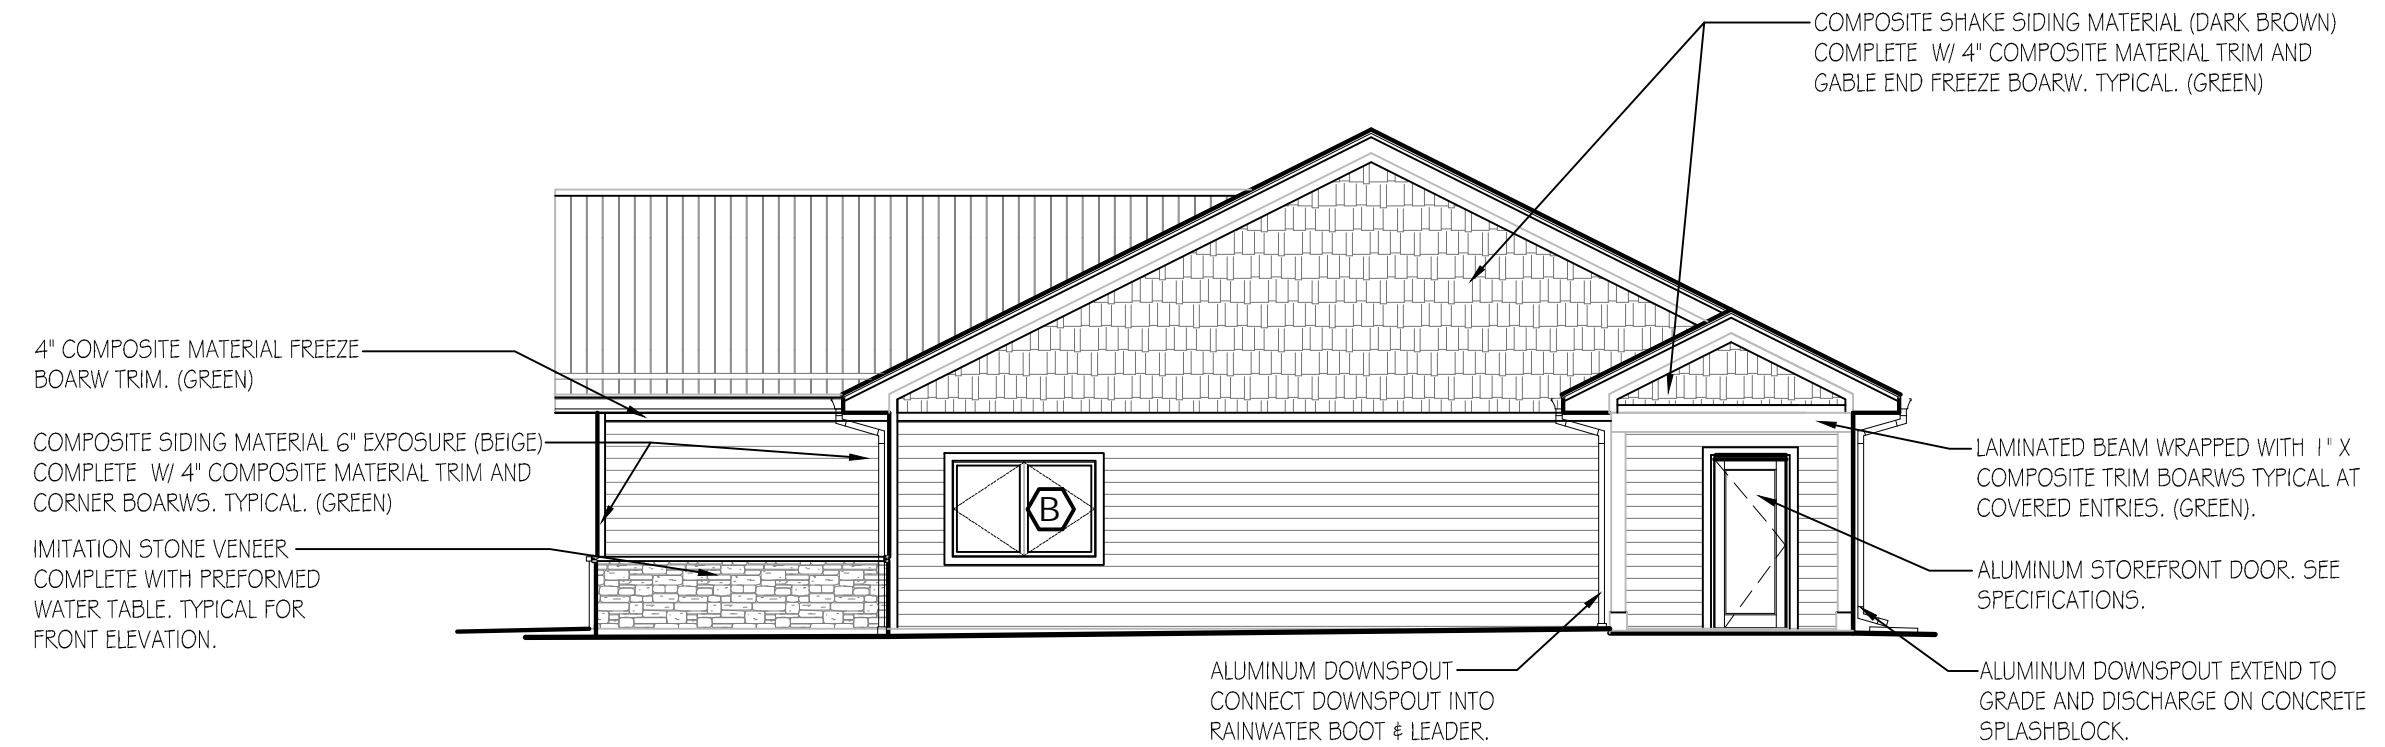 COMPOSITE SHAKE SIDING MATERIAL (DARK BROWN)
COMPLETE W/ 4" COMPOSITE MATERIAL TRIM AND
GABLE END FREEZE BOARW. TYPICAL. (GREEN)
4" COMPOSITE MATERIAL FREEZE
BOARW TRIM. (GREEN)
COMPOSITE SIDING MATERIAL 6" EXPOSURE (BEIGE)
COMPLETE W/ 4" COMPOSITE MATERIAL TRIM AND
CORNER BOARWS. TYPICAL. (GREEN)
IMITATION STONE VENEER
COMPLETE WITH PREFORMED
WATER TABLE. TYPICAL FOR
FRONT ELEVATION.
B
LAMINATED BEAM WRAPPED WITH 1" X
COMPOSITE TRIM BOARWS TYPICAL AT
COVERED ENTRIES. (GREEN).
ALUMINUM STOREFRONT DOOR. SEE
SPECIFICATIONS.
ALUMINUM DOWNSPOUT
CONNECT DOWNSPOUT INTO
RAINWATER BOOT & LEADER.
ALUMINUM DOWNSPOUT EXTEND TO
GRADE AND DISCHARGE ON CONCRETE
SPLASHBLOCK.